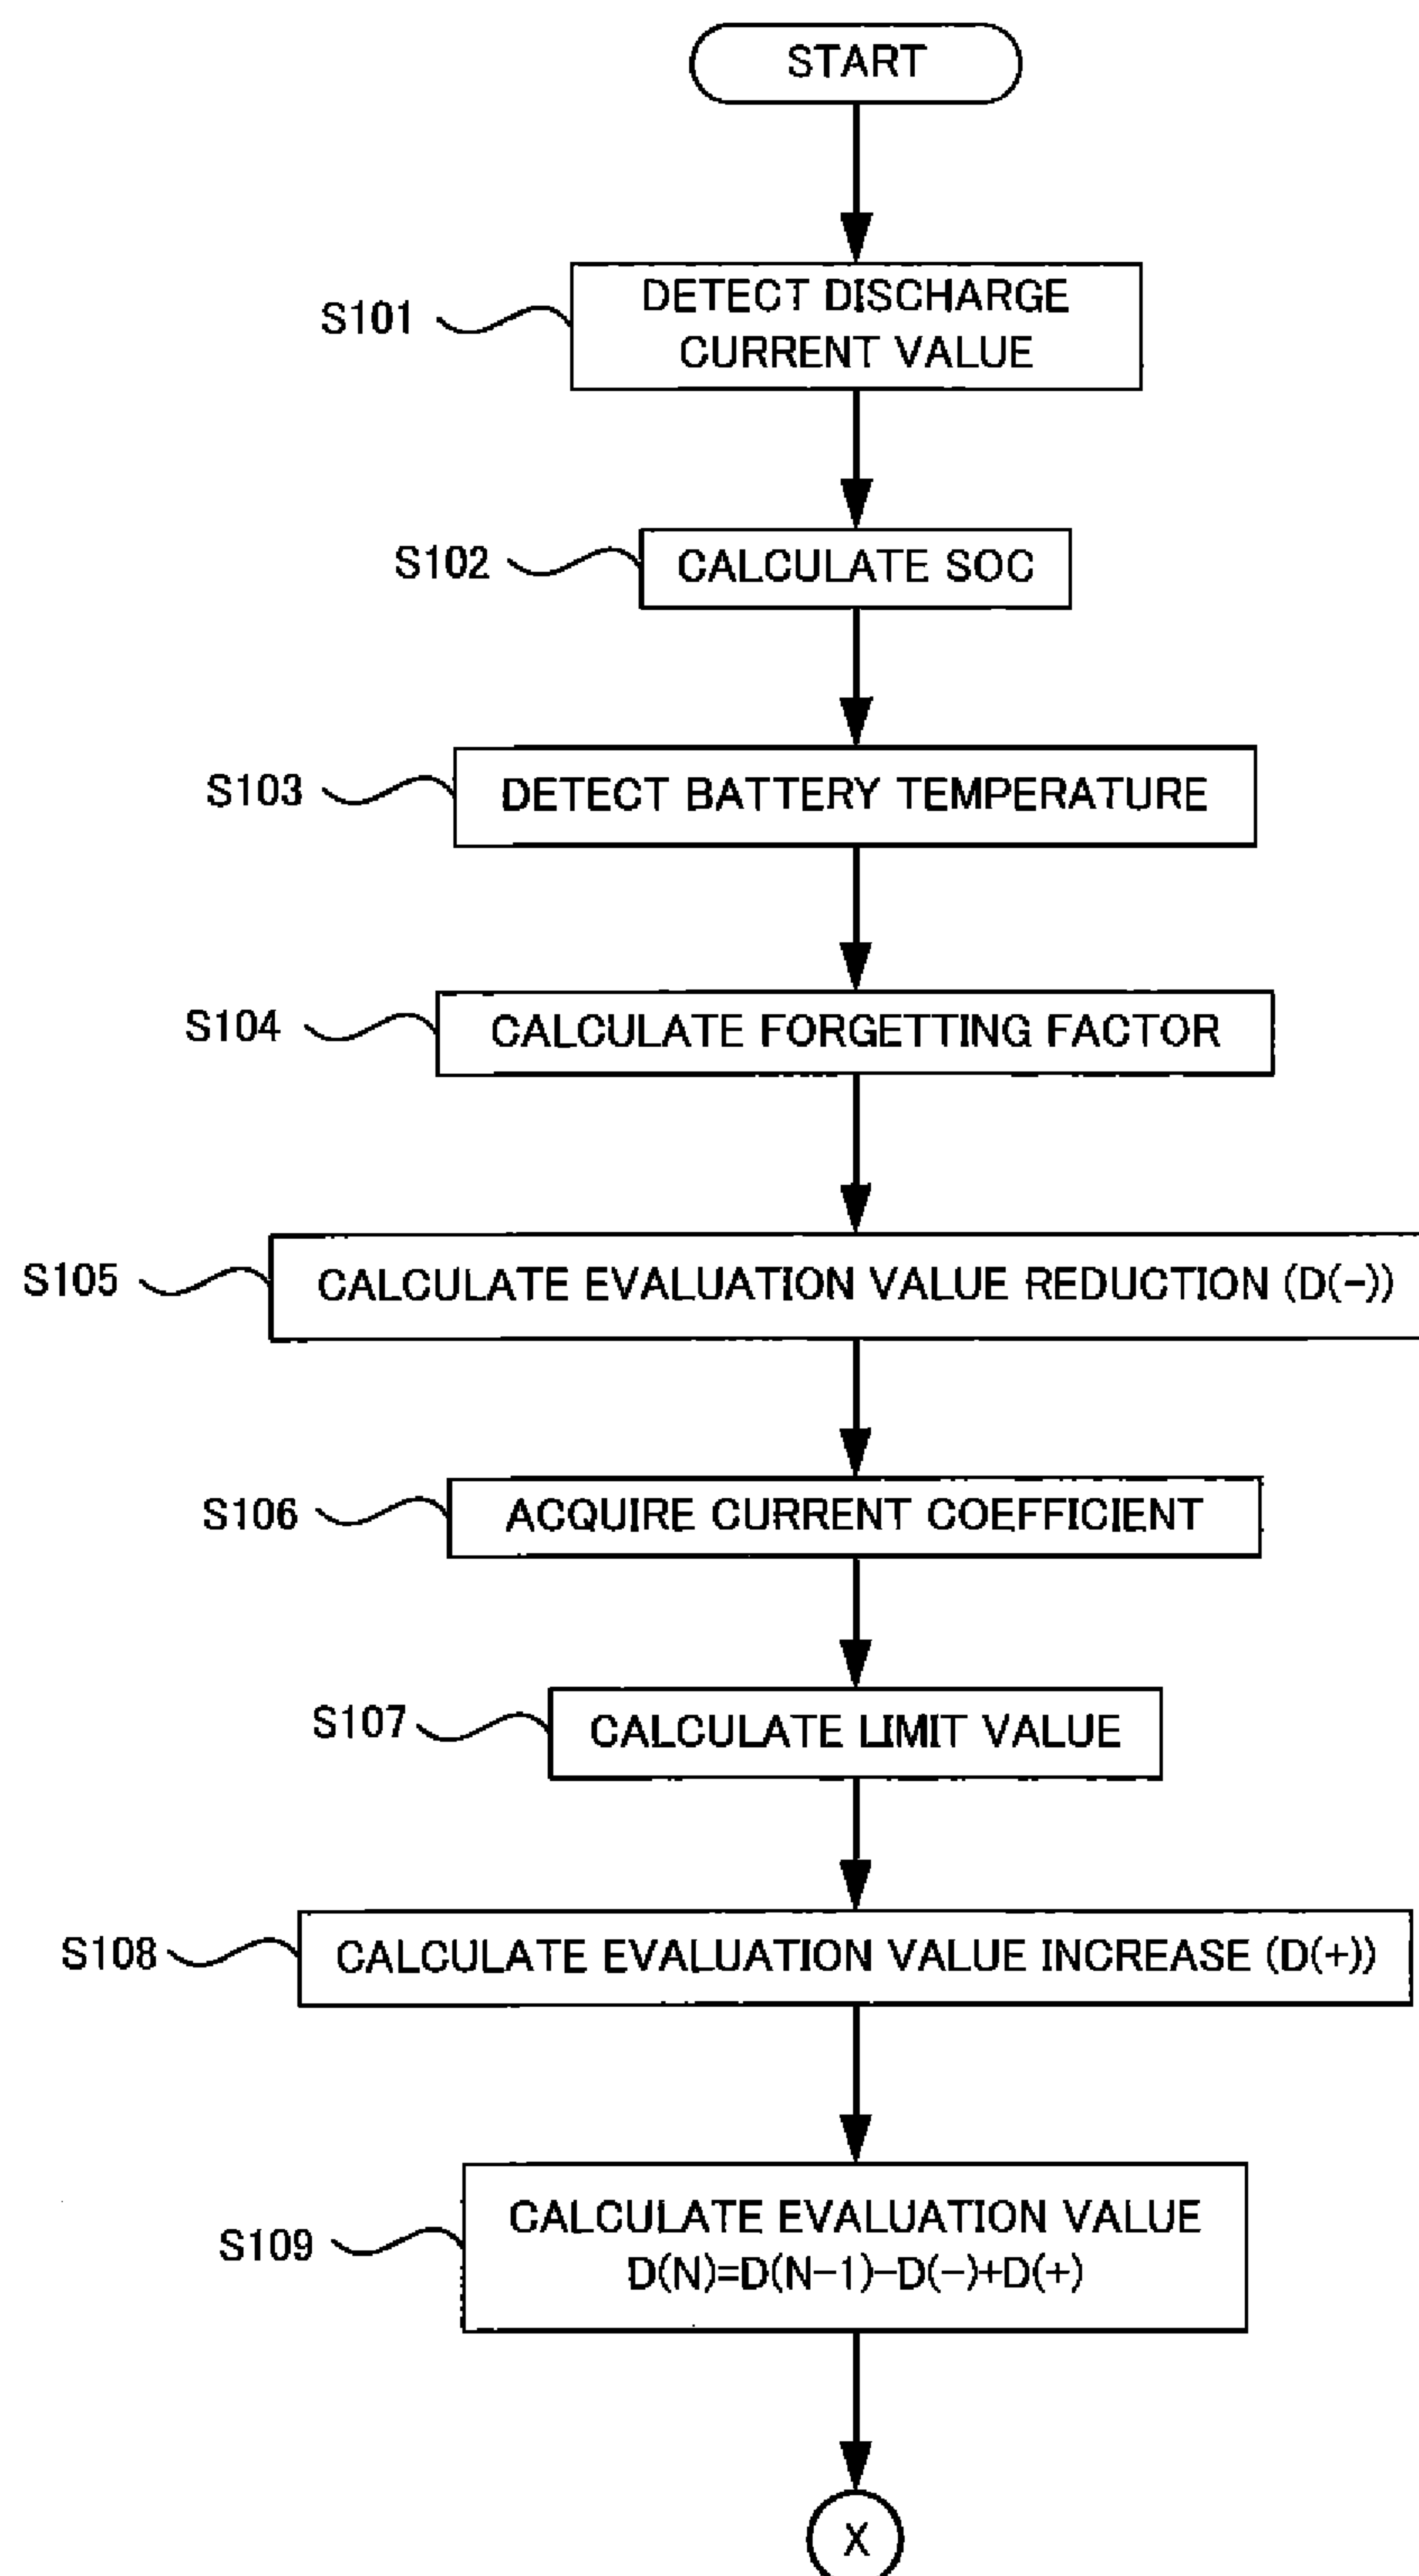 START
S101
DETECT DISCHARGE
CURRENT VALUE
S102
CALCULATE SOC
S103
DETECT BATTERY TEMPERATURE
S104
CALCULATE FORGETTING FACTOR
S105
CALCULATE EVALUATION VALUE REDUCTION (D(-))
S106
ACQUIRE CURRENT COEFFICIENT
S107
CALCULATE LIMIT VALUE
S108
CALCULATE EVALUATION VALUE INCREASE (D(+))
S109
CALCULATE EVALUATION VALUE
D(N)=D(N-1)-D(-)+D(+)
X